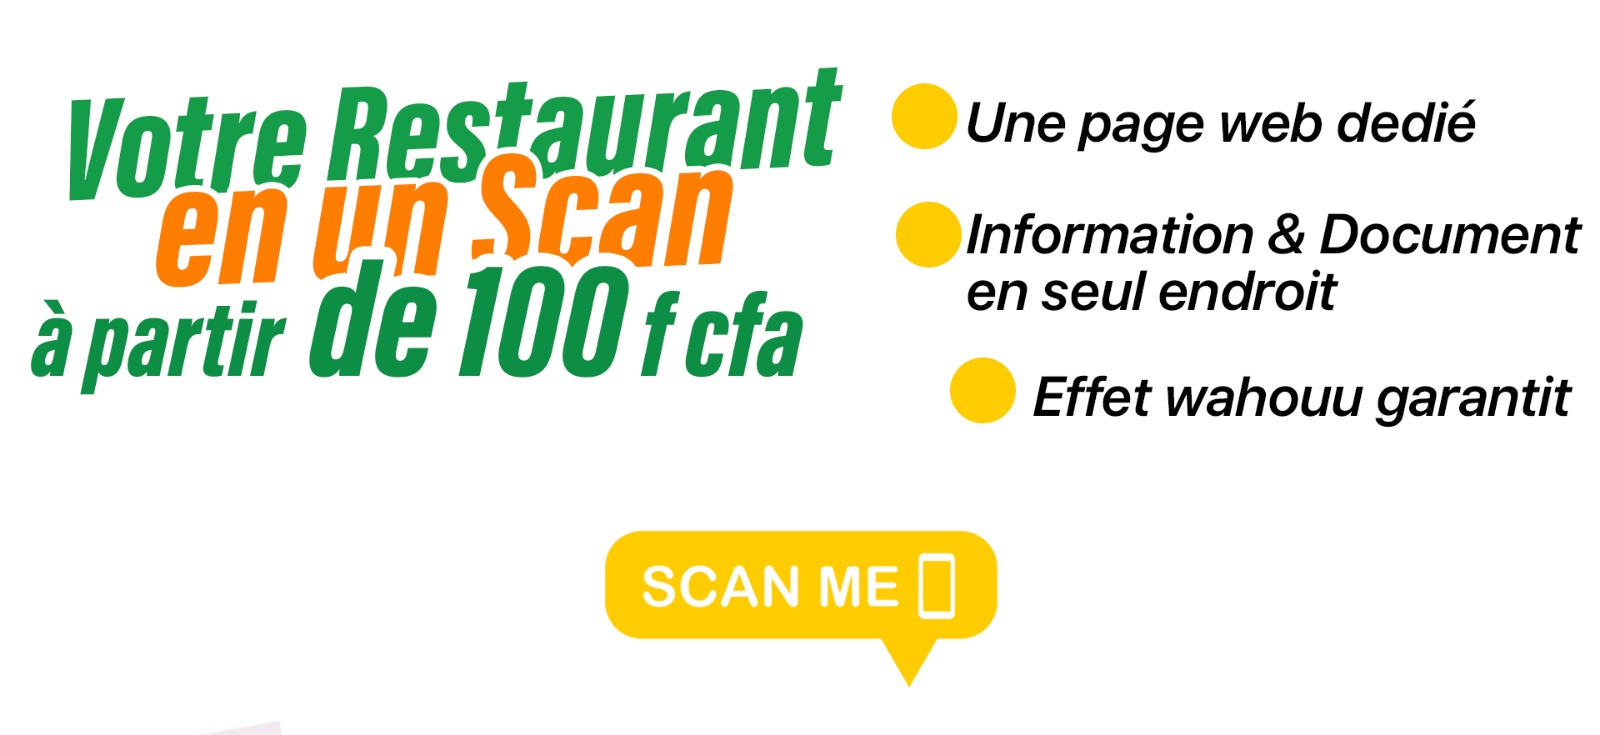 Votre Restaurant
en un Scan
à partir de 100 f cfa
Une page web dedié
Information & Document
en seul endroit
Effet wahouu garantit
SCAN ME